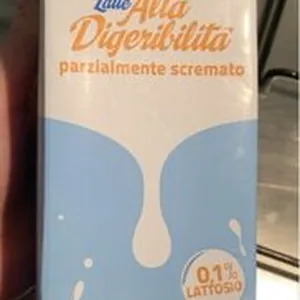 Latte
Alta
Digeribilità
parzialmente scremato
0,1%
LATTOSIO